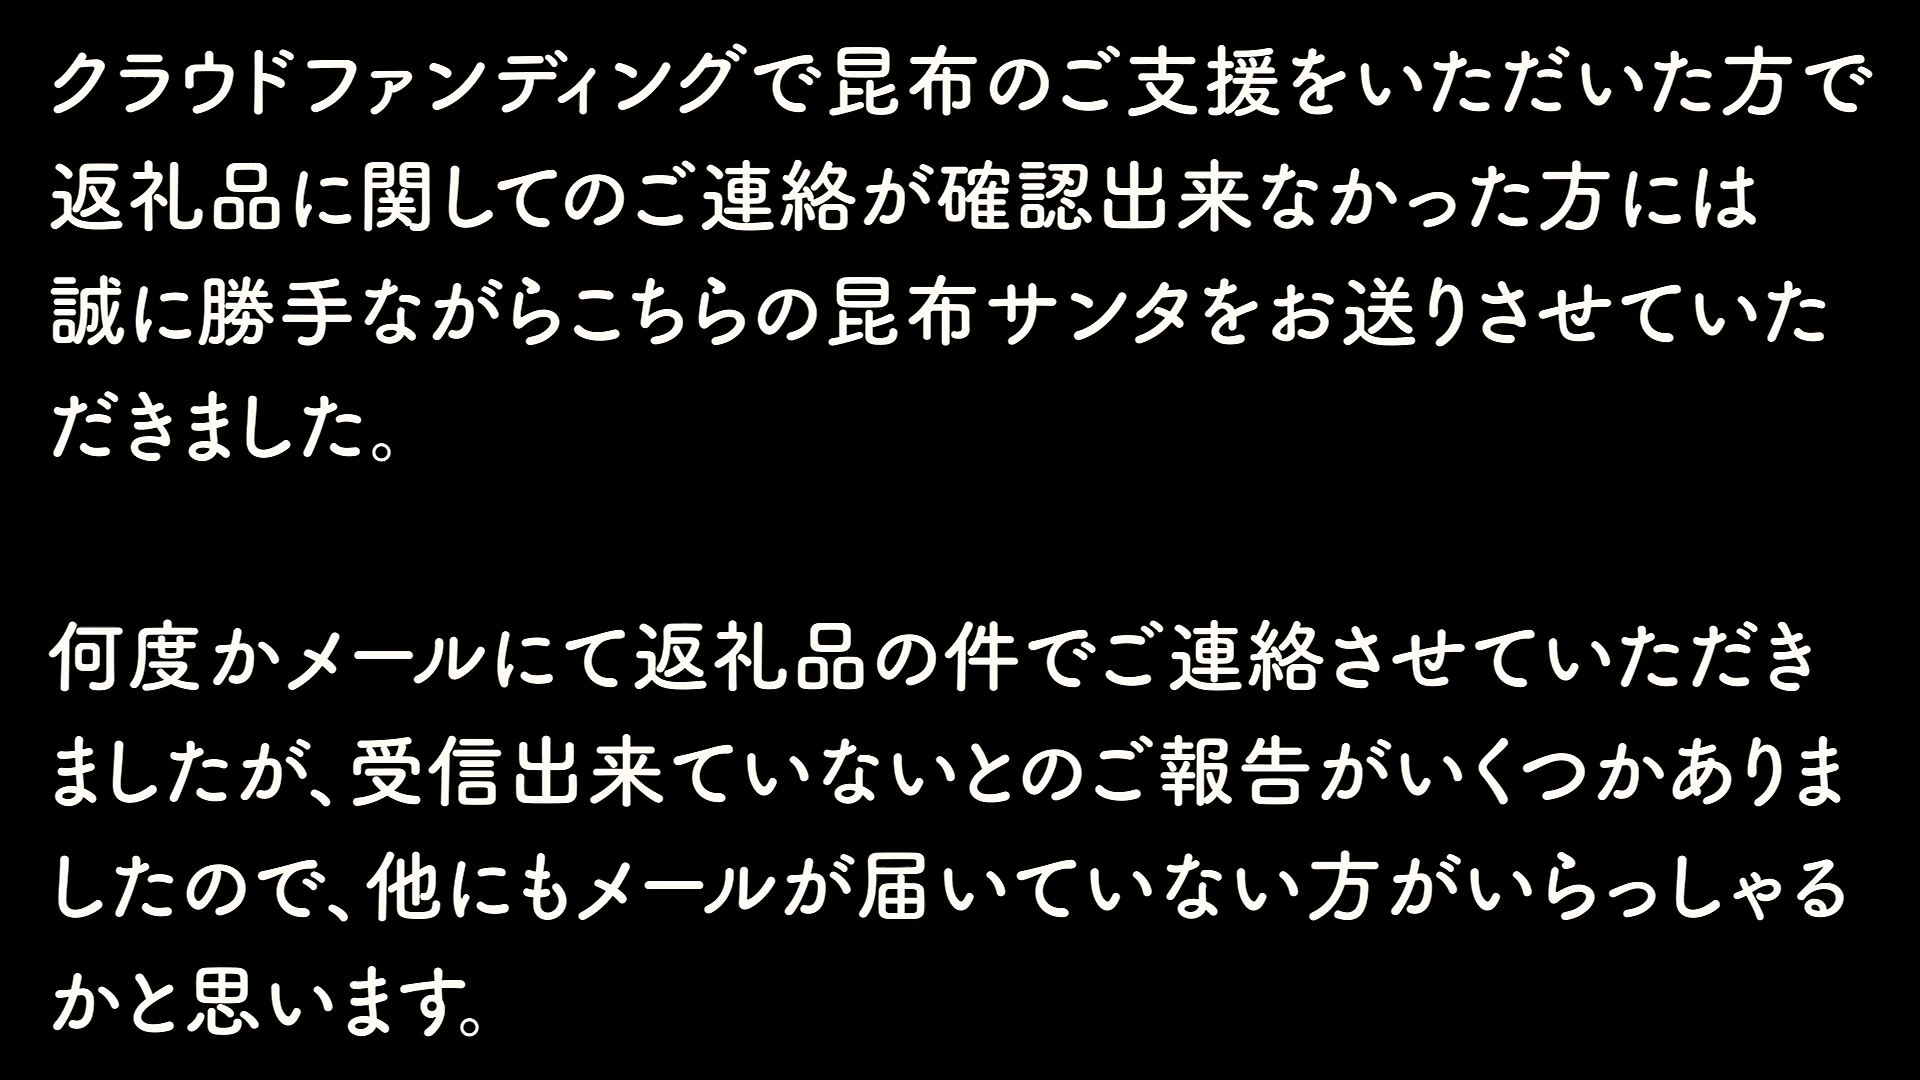 クラウドファンディングで昆布のご支援をいただいた方で
返礼品に関してのご連絡が確認出来なかった方には
誠に勝手ながらこちらの昆布サンタをお送りさせていた
だきました。
何度かメールにて返礼品の件でご連絡させていただき
ましたが、受信出来ていないとのご報告がいくつかありま
したので、他にもメールが届いていない方がいらっしゃる
かと思います。